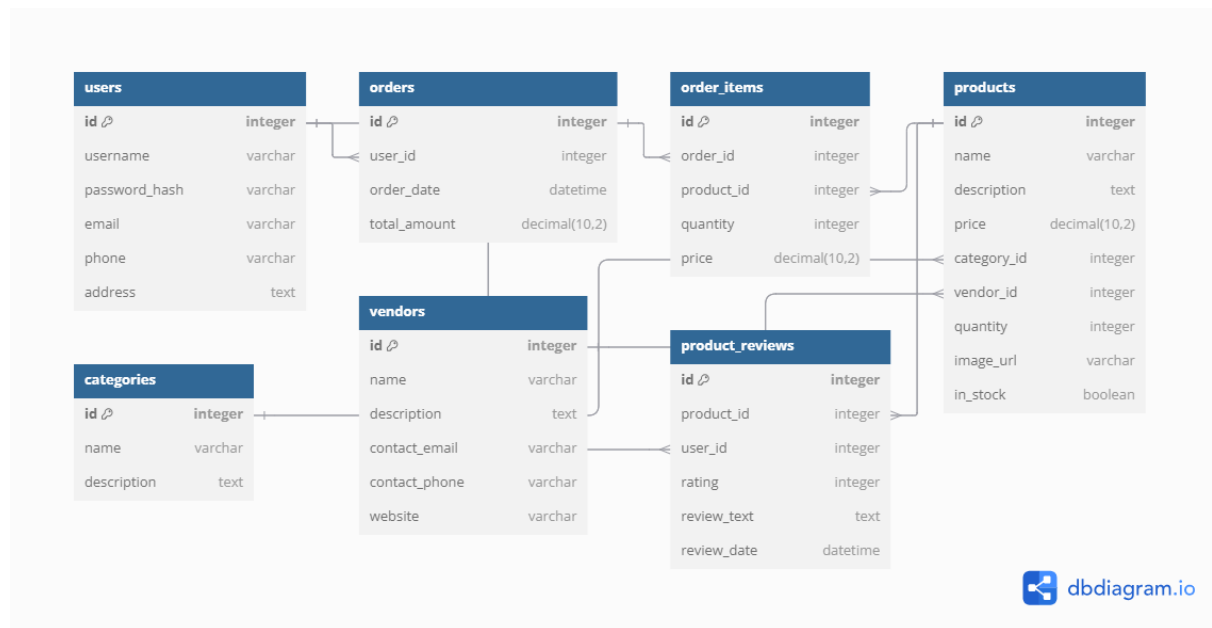 users
id integer
username varchar
password_hash varchar
email varchar
phone varchar
address text
orders
id integer
user_id integer
order_date datetime
total_amount decimal(10,2)
order_items
id integer
order_id integer
product_id integer
quantity integer
price decimal(10,2)
products
id integer
name varchar
description text
price decimal(10,2)
category_id integer
vendor_id integer
quantity integer
image_url varchar
in_stock boolean
categories
id integer
name varchar
description text
vendors
id integer
name varchar
description text
contact_email varchar
contact_phone varchar
website varchar
product_reviews
id integer
product_id integer
user_id integer
rating integer
review_text text
review_date datetime
dbdiagram.io